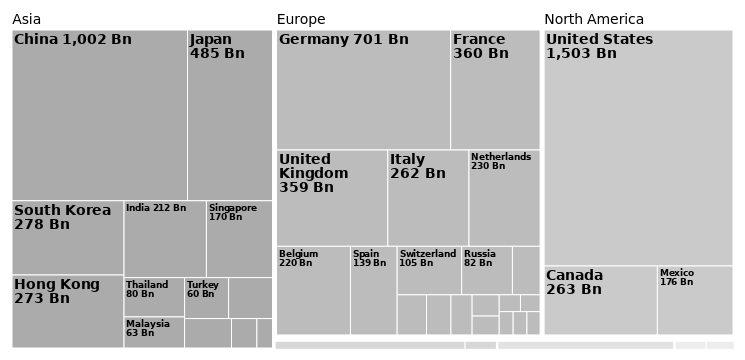 Asia
China 1,002 Bn
Japan
485 Bn
South Korea
278 Bn
India 212 Bn
Singapore
170 Bn
Hong Kong
273 Bn
Thailand
80 Bn
Turkey
60 Bn
Malaysia
63 Bn
Europe
Germany 701 Bn
France
360 Bn
United
Kingdom
359 Bn
Italy
262 Bn
Netherlands
230 Bn
Belgium
220 Bn
Spain
139 Bn
Switzerland
105 Bn
Russia
82 Bn
North America
United States
1,503 Bn
Canada
263 Bn
Mexico
176 Bn